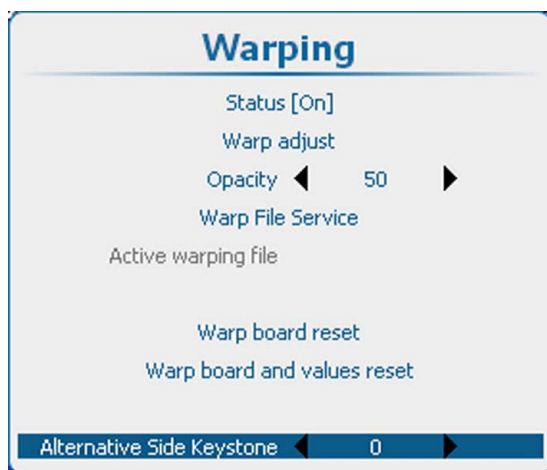 Warping
Status [On]
Warp adjust
Opacity 50
Warp File Service
Active warping file
Warp board reset
Warp board and values reset
Alternative Side Keystone 0